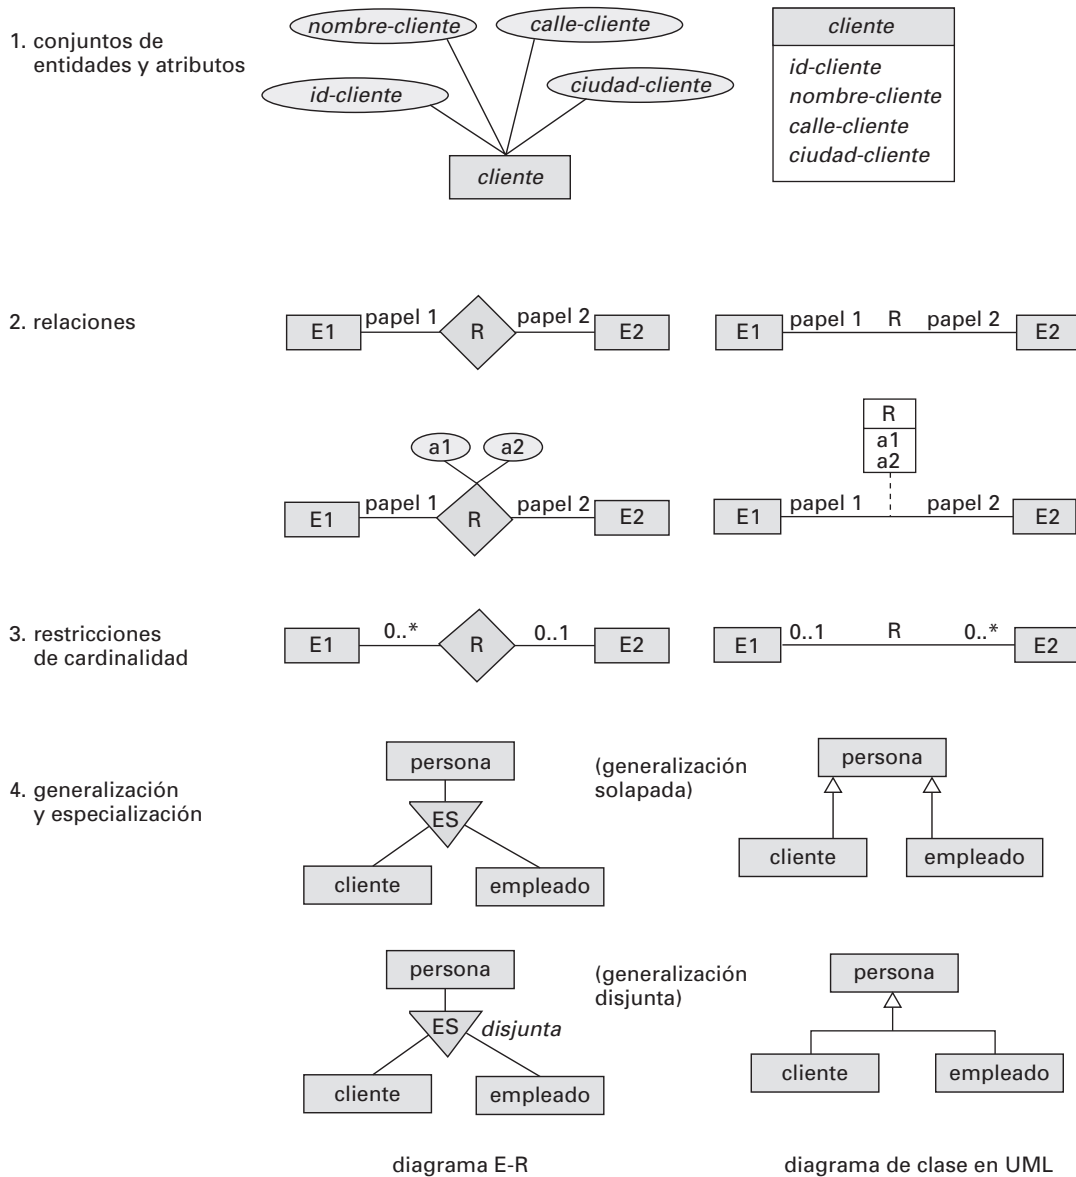 1. conjuntos de
entidades y atributos
nombre-cliente
calle-cliente
id-cliente
ciudad-cliente
cliente
cliente
id-cliente
nombre-cliente
calle-cliente
ciudad-cliente
2. relaciones
E1 papel 1 R papel 2 E2
E1 papel 1 R papel 2 E2
a1 a2
E1 papel 1 R papel 2 E2
R
a1
a2
E1 papel 1 papel 2 E2
3. restricciones
de cardinalidad
E1 0..* R 0..1 E2
E1 0..1 R 0..* E2
4. generalización
y especialización
persona
ES
cliente empleado
(generalización
solapada)
persona
cliente empleado
persona
ES disjunta
cliente empleado
(generalización
disjunta)
persona
cliente empleado
diagrama E-R
diagrama de clase en UML